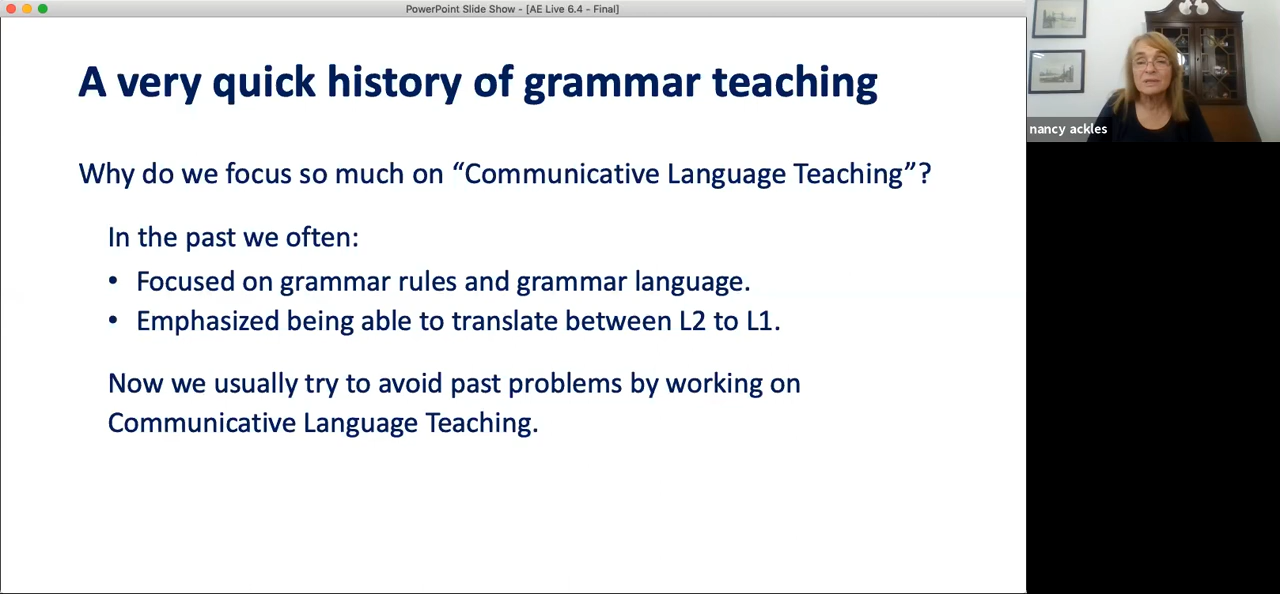 PowerPoint Slide Show - [AE Live 6.4 - Final]
A very quick history of grammar teaching
Why do we focus so much on “Communicative Language Teaching”?
In the past we often:
• Focused on grammar rules and grammar language.
• Emphasized being able to translate between L2 to L1.
Now we usually try to avoid past problems by working on
Communicative Language Teaching.
nancy ackles